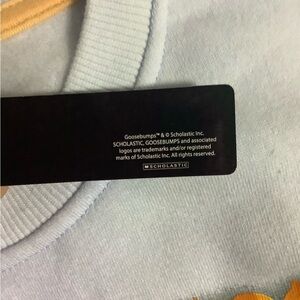 Goosebumps™ & © Scholastic Inc.
SCHOLASTIC, GOOSEBUMPS and associated
logos are trademarks and/or registered
marks of Scholastic Inc. All rights reserved.
SCHOLASTIC